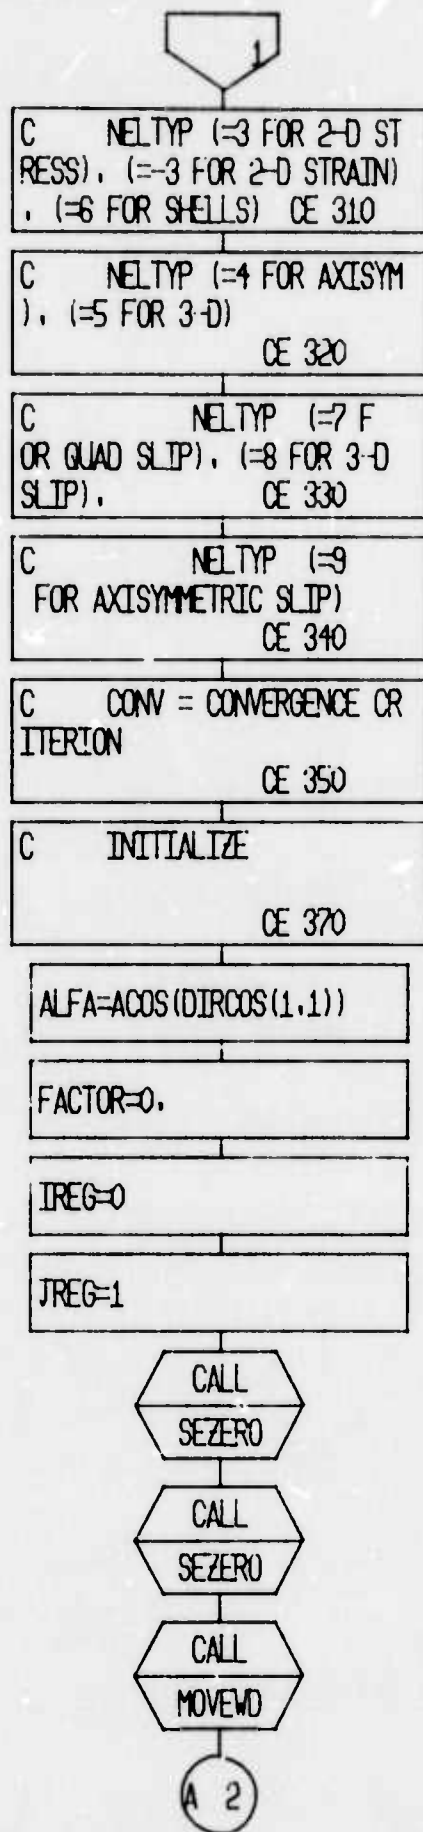 1
C NELTYP (=3 FOR 2-D ST
RESS). (=-3 FOR 2-D STRAIN)
. (=6 FOR SHELLS) CE 310
C NELTYP (=4 FOR AXISYM
). (=5 FOR 3-D)
CE 320
C NELTYP (=7 F
OR QUAD SLIP). (=8 FOR 3-D
SLIP). CE 330
C NELTYP (=9
FOR AXISYMMETRIC SLIP)
CE 340
C CONV = CONVERGENCE CR
ITERION
CE 350
C INITIALIZE
CE 370
ALFA=ACOS(DIRCOS(1.1))
FACTOR=0.
IREG=0
JREG=1
CALL
SEZERO
CALL
SEZERO
CALL
MOVEWD
A 2